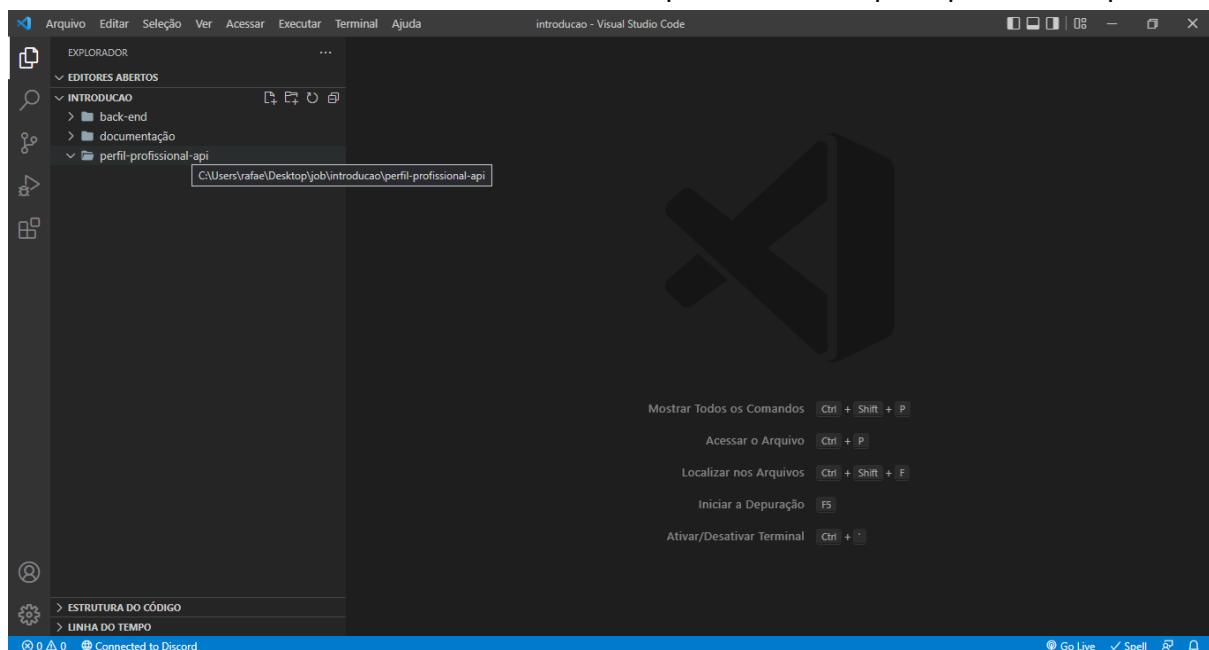 Arquivo Editar Seleção Ver Acessar Executar Terminal Ajuda introducao - Visual Studio Code
EXPLORADOR
EDITORES ABERTOS
INTRODUCAO
back-end
documentação
perfil-profissional-api
C:\Users\rafae\Desktop\job\introducao\perfil-profissional-api
Mostrar Todos os Comandos Ctrl + Shift + P
Acessar o Arquivo Ctrl + P
Localizar nos Arquivos Ctrl + Shift + F
Iniciar a Depuração F5
Ativar/Desativar Terminal Ctrl + `
ESTRUTURA DO CÓDIGO
LINHA DO TEMPO
0 0 Connected to Discord Go Live Spell